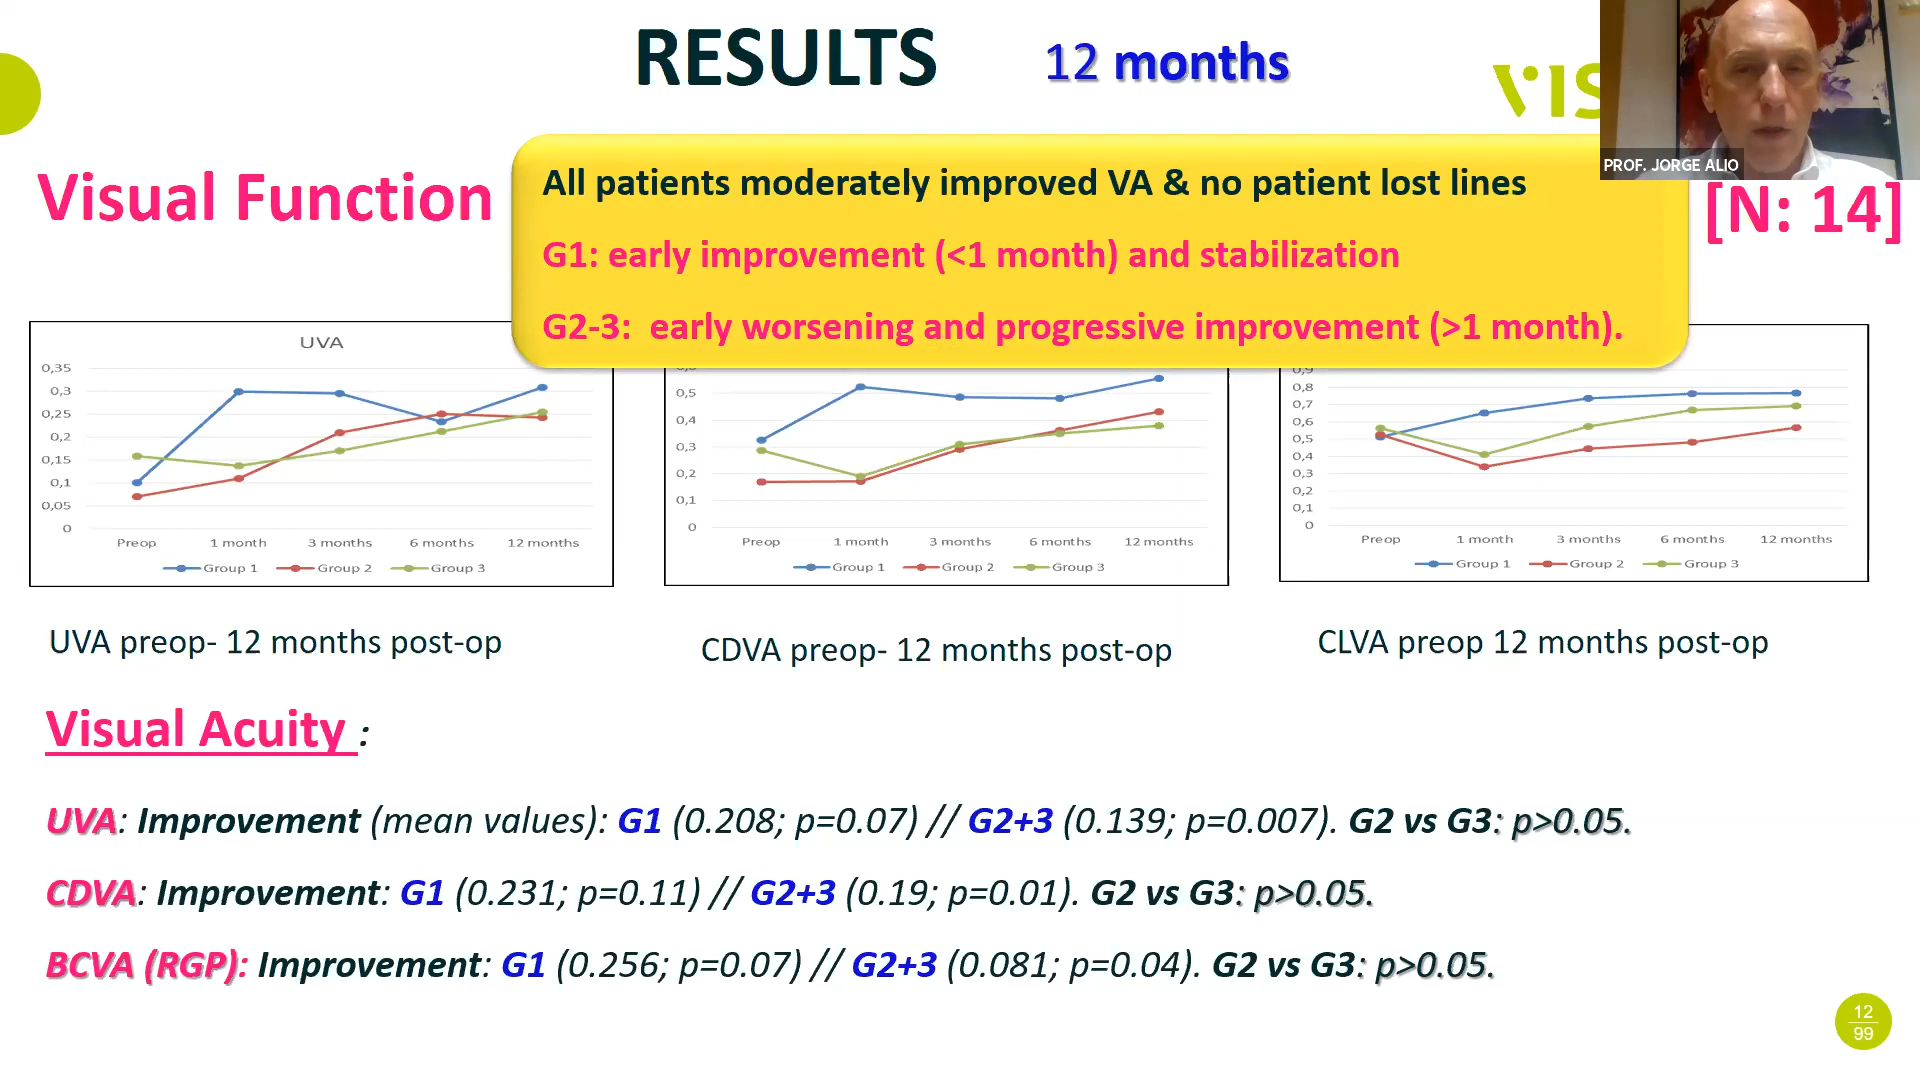 RESULTS 12 months
VIS
PROF. JORGE ALIO
Visual Function
[N: 14]
All patients moderately improved VA & no patient lost lines
G1: early improvement (<1 month) and stabilization
G2-3: early worsening and progressive improvement (>1 month).
UVA
0,35
0,3
0,25
0,2
0,15
0,1
0,05
0
Preop 1 month 3 months 6 months 12 months
Group 1 Group 2 Group 3
0,5
0,4
0,3
0,2
0,1
0
Preop 1 month 3 months 6 months 12 months
Group 1 Group 2 Group 3
0,9
0,8
0,7
0,6
0,5
0,4
0,3
0,2
0,1
0
Preop 1 month 3 months 6 months 12 months
Group 1 Group 2 Group 3
UVA preop- 12 months post-op
CDVA preop- 12 months post-op
CLVA preop 12 months post-op
Visual Acuity :
UVA: Improvement (mean values): G1 (0.208; p=0.07) // G2+3 (0.139; p=0.007). G2 vs G3: p>0.05.
CDVA: Improvement: G1 (0.231; p=0.11) // G2+3 (0.19; p=0.01). G2 vs G3: p>0.05.
BCVA (RGP): Improvement: G1 (0.256; p=0.07) // G2+3 (0.081; p=0.04). G2 vs G3: p>0.05.
12
99